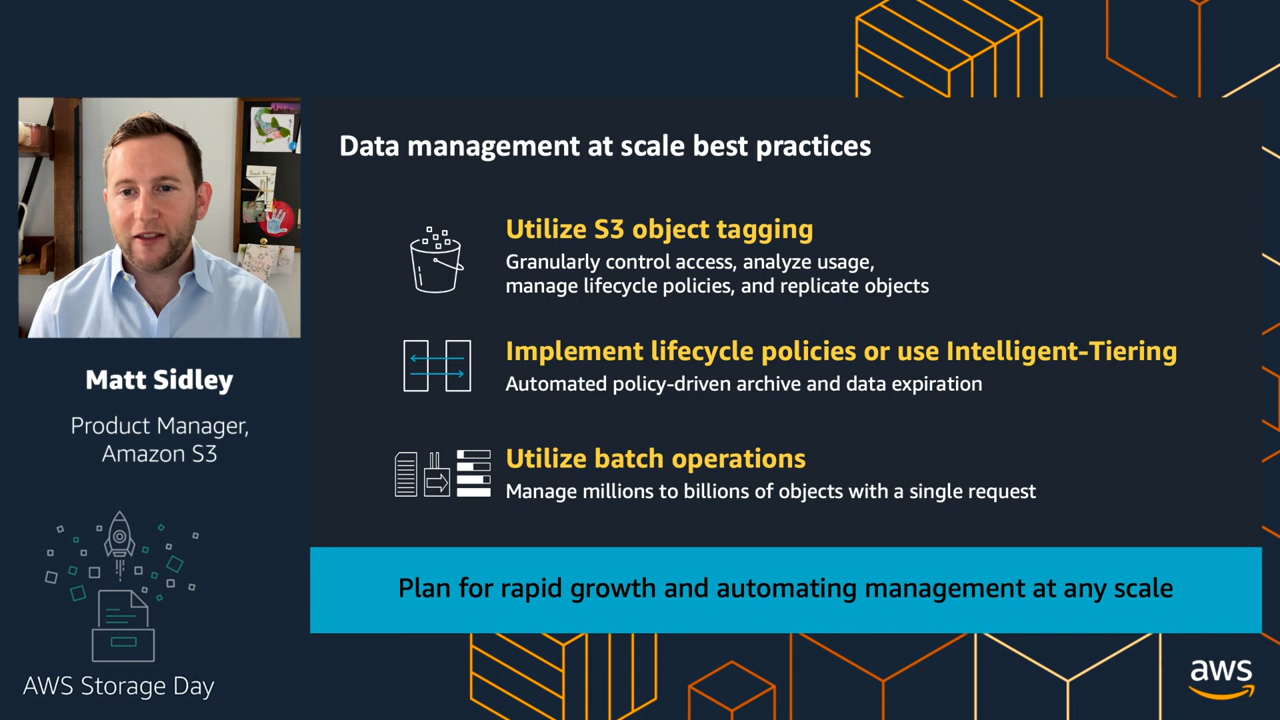 Data management at scale best practices
Utilize S3 object tagging
Granularly control access, analyze usage,
manage lifecycle policies, and replicate objects
Implement lifecycle policies or use Intelligent-Tiering
Automated policy-driven archive and data expiration
Utilize batch operations
Manage millions to billions of objects with a single request
Plan for rapid growth and automating management at any scale
Matt Sidley
Product Manager,
Amazon S3
AWS Storage Day
aws